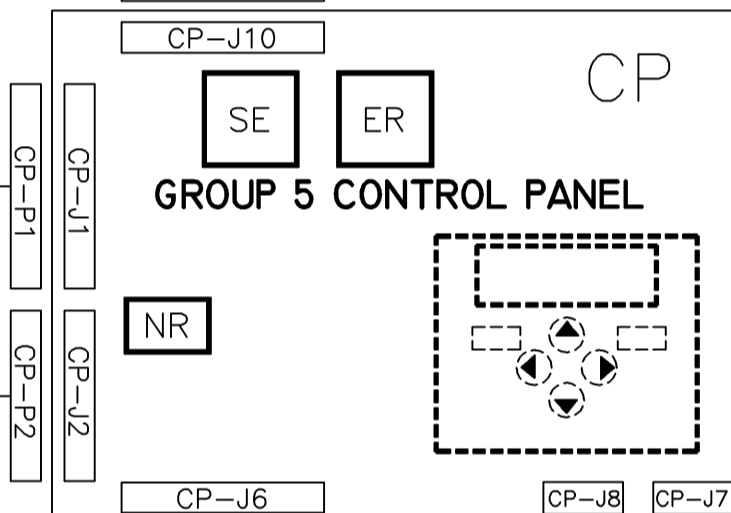 CP-J10
CP
SE
ER
CP-P1
CP-J1
GROUP 5 CONTROL PANEL
NR
CP-P2
CP-J2
CP-J6
CP-J8
CP-J7